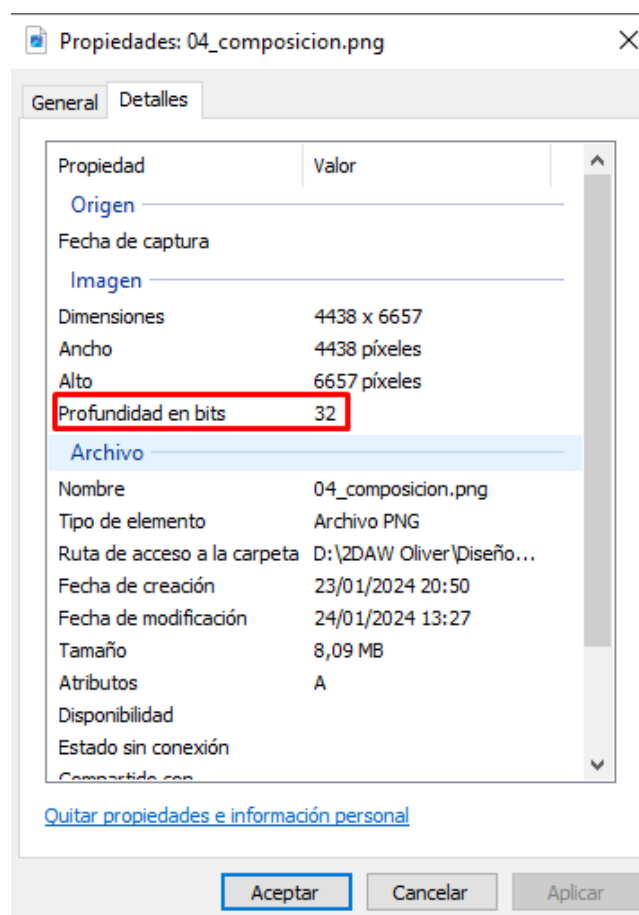 Propiedades: 04_composicion.png
General Detalles
Propiedad Valor
Origen
Fecha de captura
Imagen
Dimensiones 4438 x 6657
Ancho 4438 píxeles
Alto 6657 píxeles
Profundidad en bits 32
Archivo
Nombre 04_composicion.png
Tipo de elemento Archivo PNG
Ruta de acceso a la carpeta D:\2DAW Oliver\Diseño...
Fecha de creación 23/01/2024 20:50
Fecha de modificación 24/01/2024 13:27
Tamaño 8,09 MB
Atributos A
Disponibilidad
Estado sin conexión
Compartido con
Quitar propiedades e información personal
Aceptar Cancelar Aplicar